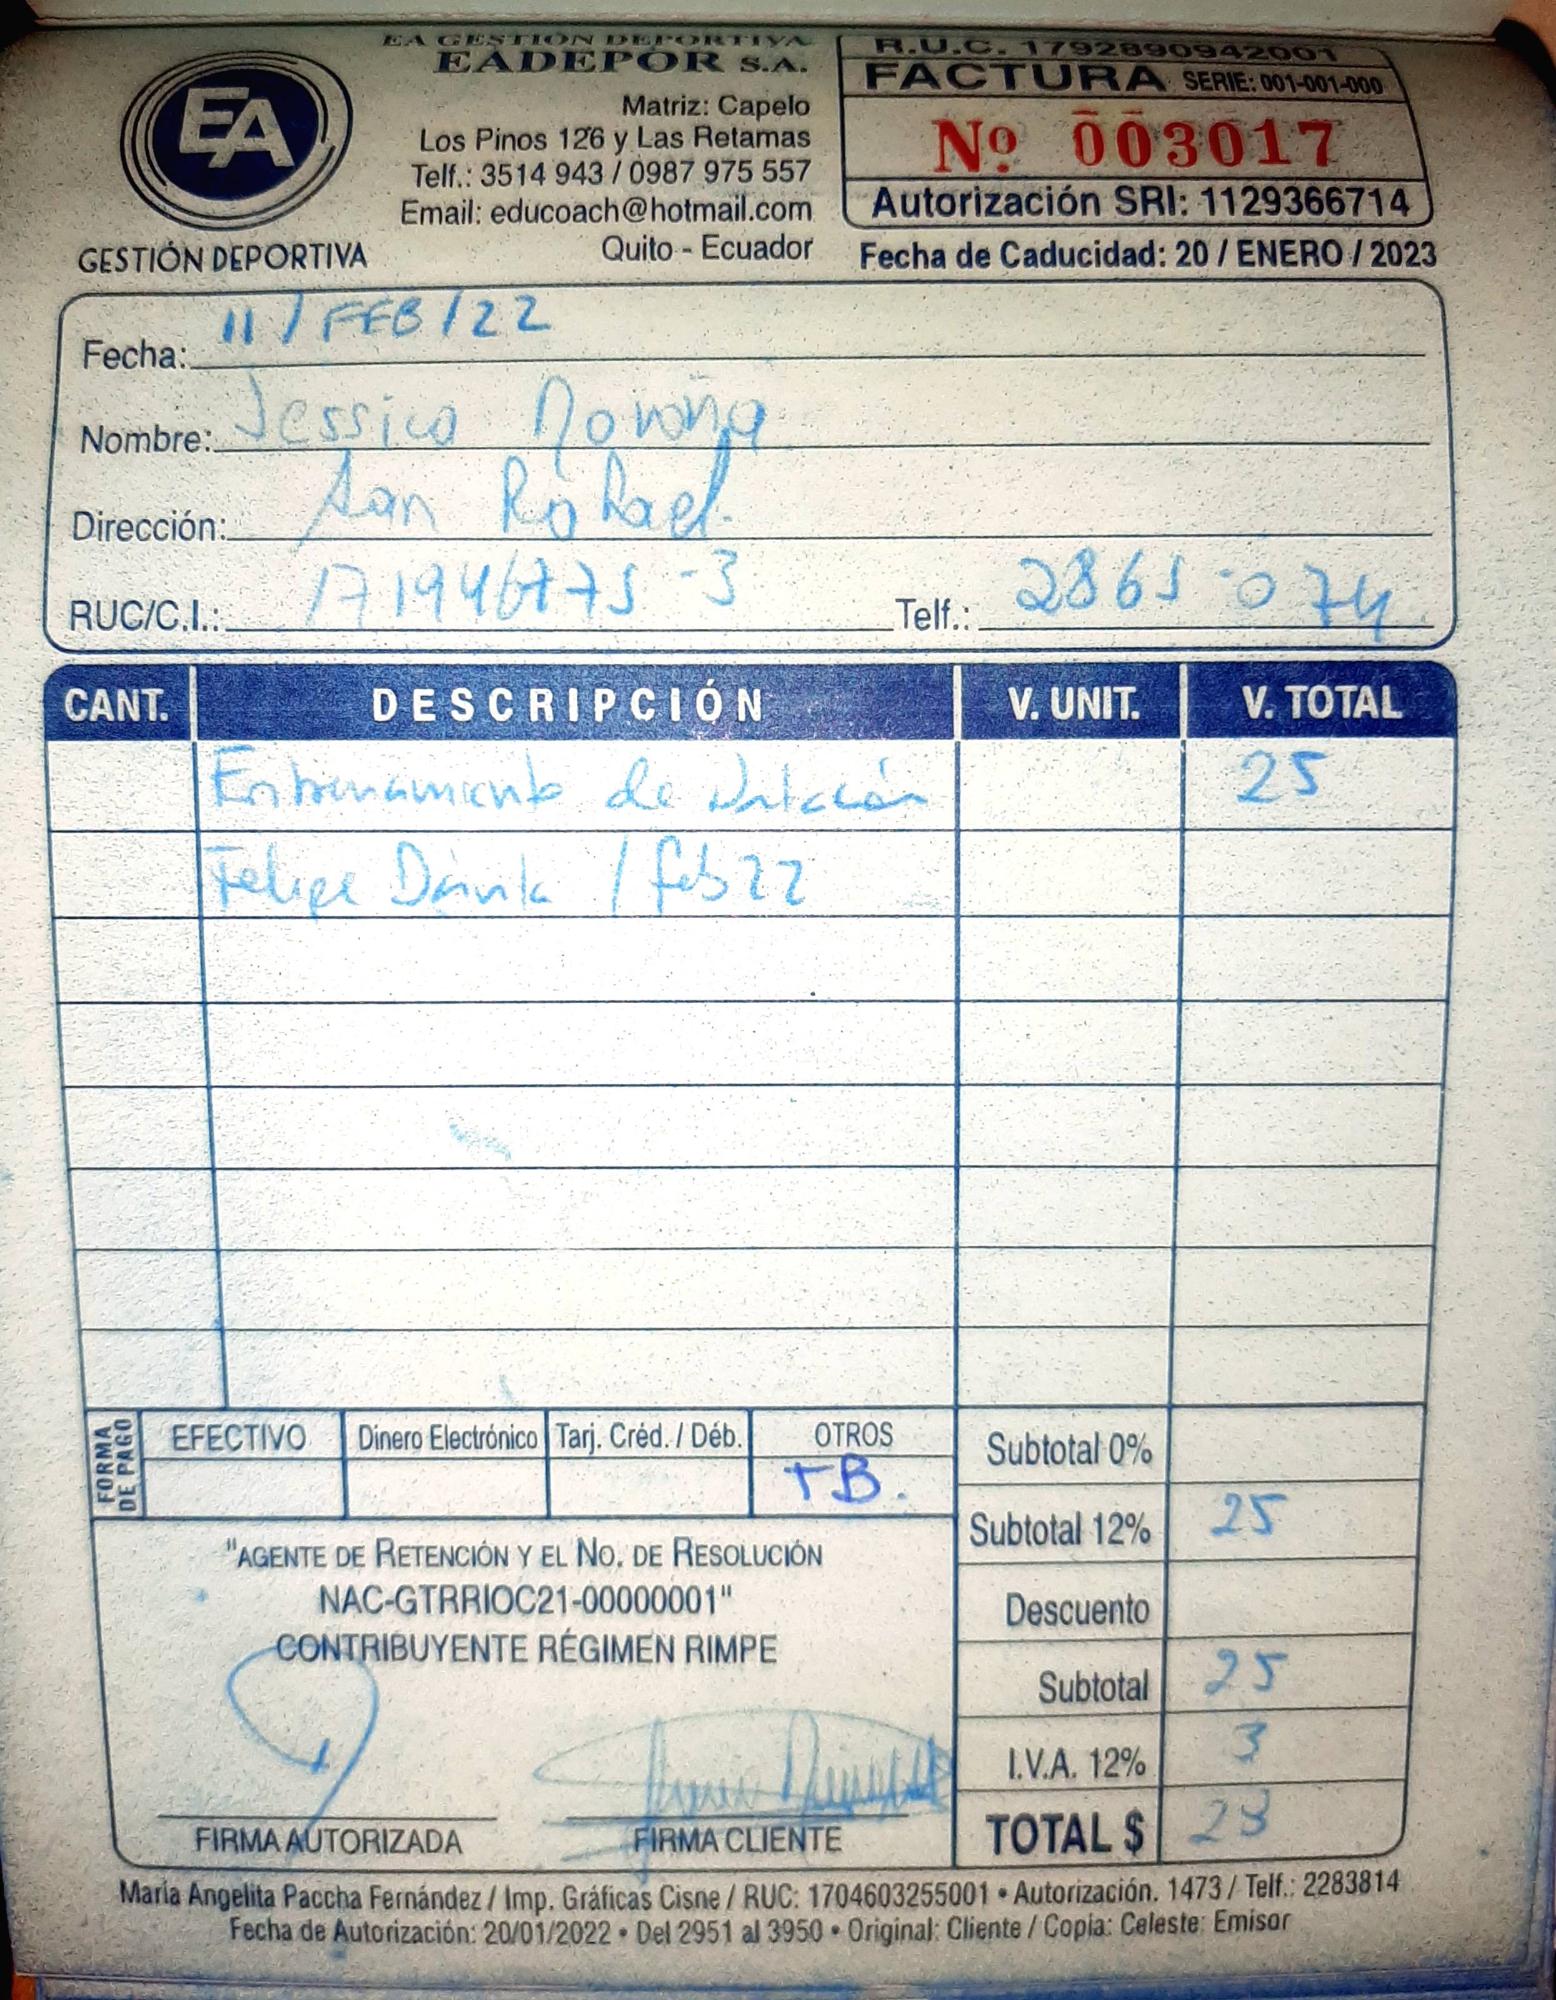 EA GESTIÓN DEPORTIVA
EADEPOR S.A.
Matriz: Capelo
Los Pinos 126 y Las Retamas
Telf.: 3514 943 / 0987 975 557
Email: educoach@hotmail.com
Quito - Ecuador
EA
GESTIÓN DEPORTIVA
R.U.C. 1792890942001
FACTURA SERIE: 001-001-000
Nº 003017
Autorización SRI: 1129366714
Fecha de Caducidad: 20 / ENERO / 2023
Fecha: 11 / FEB / 22
Nombre: Jessica Noroña
Dirección: San Rafael
RUC/C.I.: Telf.: 2865-074
CANT. DESCRIPCIÓN V. UNIT. V. TOTAL
Entrenamiento de Natación 25
Felipe Dávila / feb 22
FORMA DE PAGO
EFECTIVO Dinero Electrónico Tarj. Créd. / Déb. OTROS
TB.
Subtotal 0%
Subtotal 12% 25
Descuento
Subtotal 25
I.V.A. 12% 3
TOTAL $ 28
"AGENTE DE RETENCIÓN Y EL NO. DE RESOLUCIÓN
NAC-GTRRIOC21-00000001"
CONTRIBUYENTE RÉGIMEN RIMPE
FIRMA AUTORIZADA FIRMA CLIENTE
María Angelita Paccha Fernández / Imp. Gráficas Cisne / RUC: 1704603255001 • Autorización. 1473 / Telf.: 2283814
Fecha de Autorización: 20/01/2022 • Del 2951 al 3950 • Original: Cliente / Copia: Celeste: Emisor